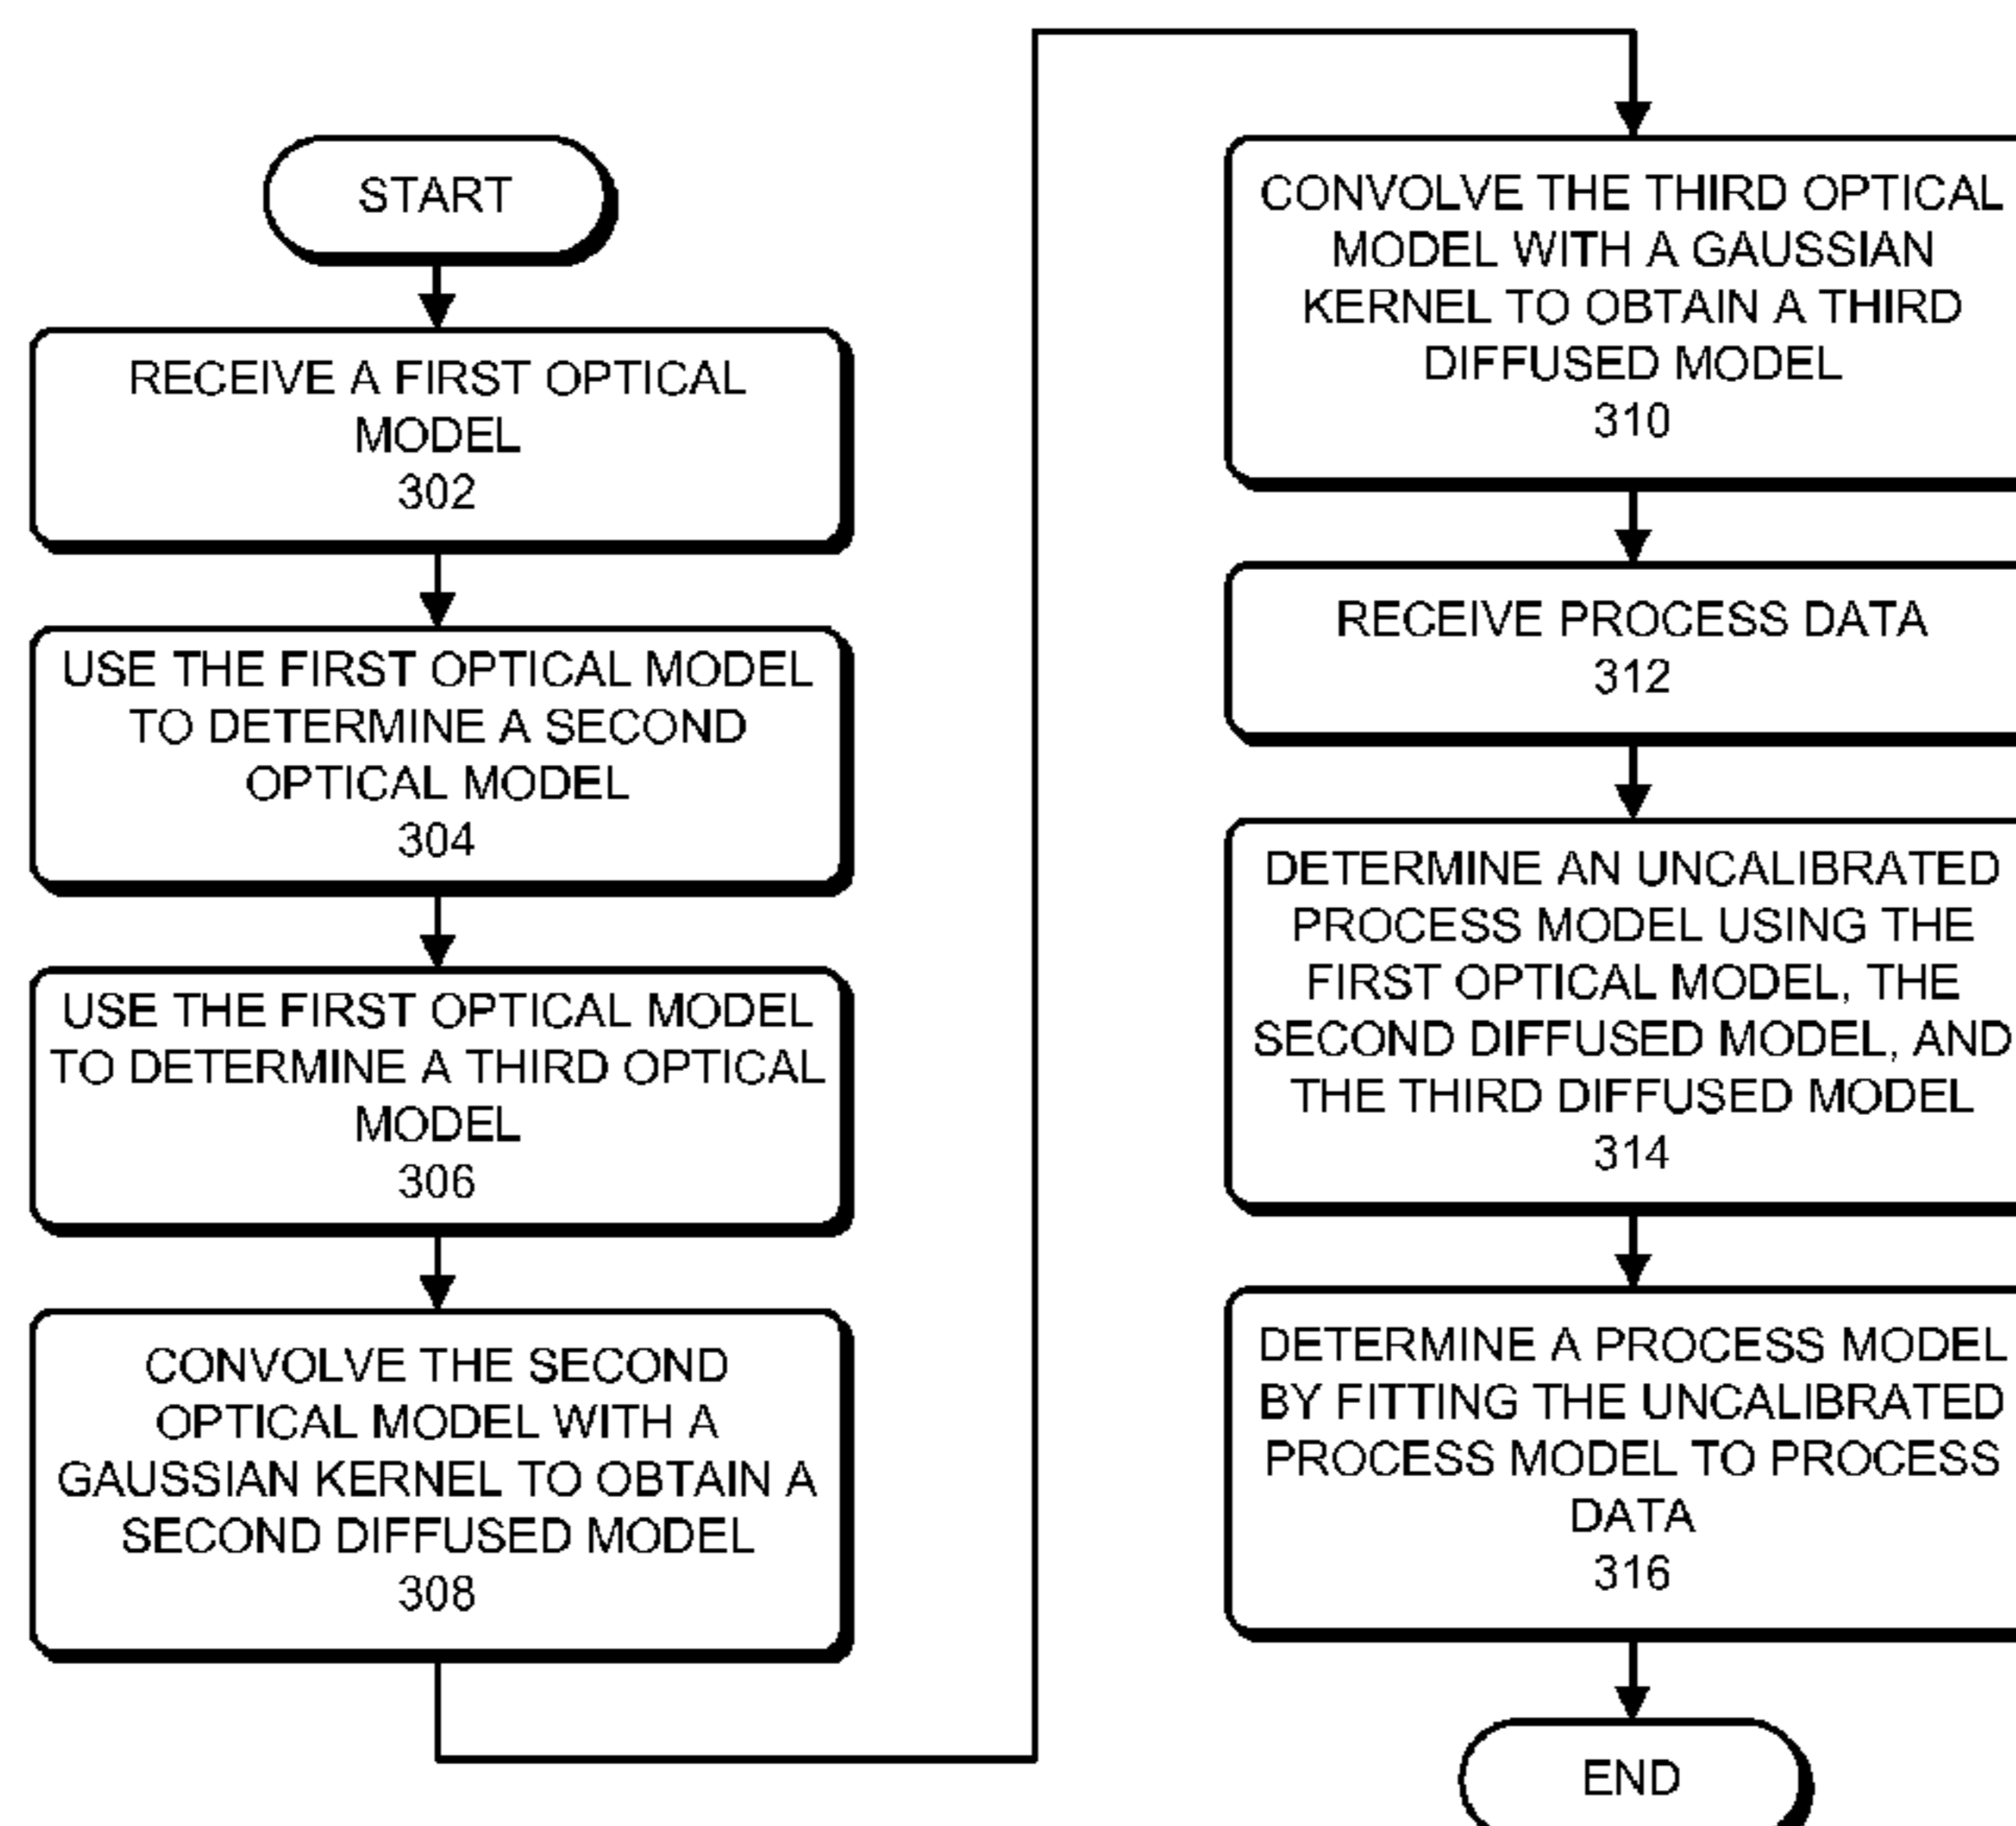 START
RECEIVE A FIRST OPTICAL
MODEL
302
USE THE FIRST OPTICAL MODEL
TO DETERMINE A SECOND
OPTICAL MODEL
304
USE THE FIRST OPTICAL MODEL
TO DETERMINE A THIRD OPTICAL
MODEL
306
CONVOLVE THE SECOND
OPTICAL MODEL WITH A
GAUSSIAN KERNEL TO OBTAIN A
SECOND DIFFUSED MODEL
308
CONVOLVE THE THIRD OPTICAL
MODEL WITH A GAUSSIAN
KERNEL TO OBTAIN A THIRD
DIFFUSED MODEL
310
RECEIVE PROCESS DATA
312
DETERMINE AN UNCALIBRATED
PROCESS MODEL USING THE
FIRST OPTICAL MODEL, THE
SECOND DIFFUSED MODEL, AND
THE THIRD DIFFUSED MODEL
314
DETERMINE A PROCESS MODEL
BY FITTING THE UNCALIBRATED
PROCESS MODEL TO PROCESS
DATA
316
END